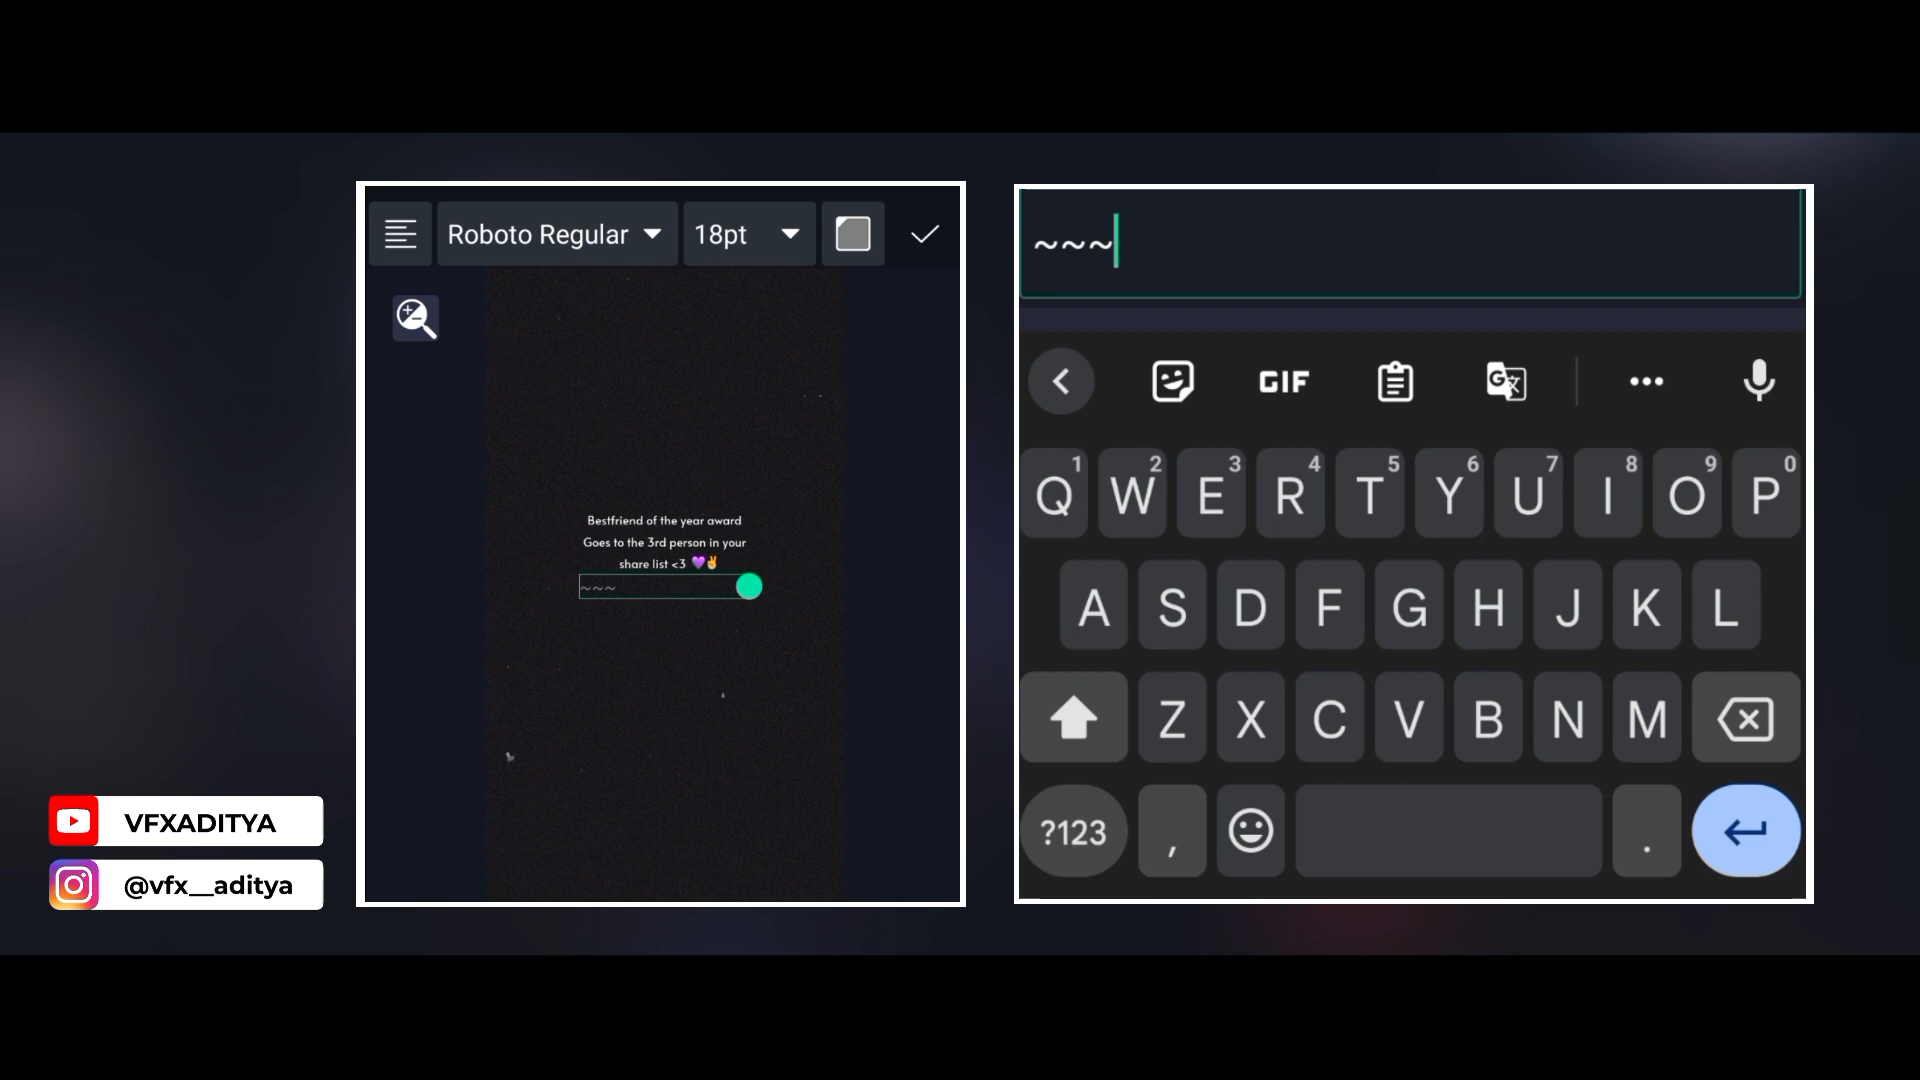 Roboto Regular 18pt
Bestfriend of the year award
Goes to the 3rd person in your
share list <3 💜✌️
~~~
VFXADITYA
@vfx__aditya
~~~
GIF G
1 2 3 4 5 6 7 8 9 0
Q W E R T Y U I O P
A S D F G H J K L
Z X C V B N M
?123 , .